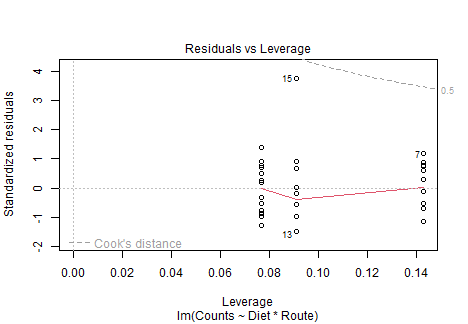 Residuals vs Leverage
Standardized residuals
4
3
2
1
0
-1
-2
15
7
13
0.5
Cook's distance
0.00 0.02 0.04 0.06 0.08 0.10 0.12 0.14
Leverage
lm(Counts ~ Diet * Route)